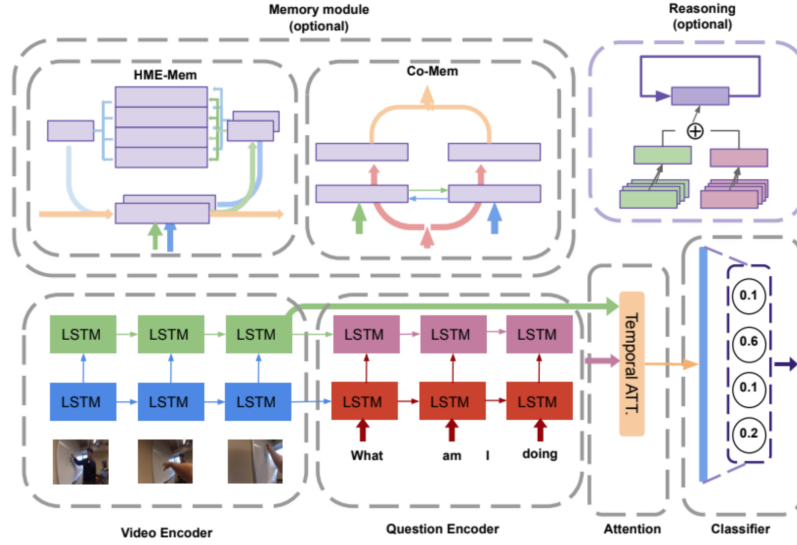 Memory module
(optional)
Reasoning
(optional)
HME-Mem
Co-Mem
LSTM LSTM LSTM LSTM LSTM LSTM
LSTM LSTM LSTM LSTM LSTM LSTM
What am I doing
Temporal ATT.
0.1
0.6
0.1
0.2
Video Encoder Question Encoder Attention Classifier